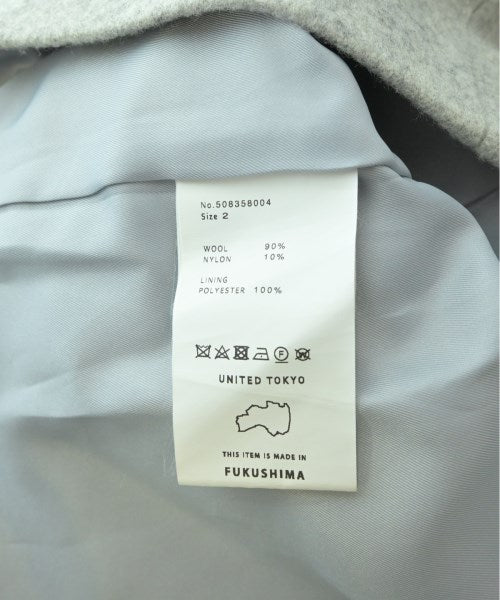 No.508358004
Size 2
WOOL 90%
NYLON 10%
LINING
POLYESTER 100%
F
W
UNITED TOKYO
THIS ITEM IS MADE IN
FUKUSHIMA